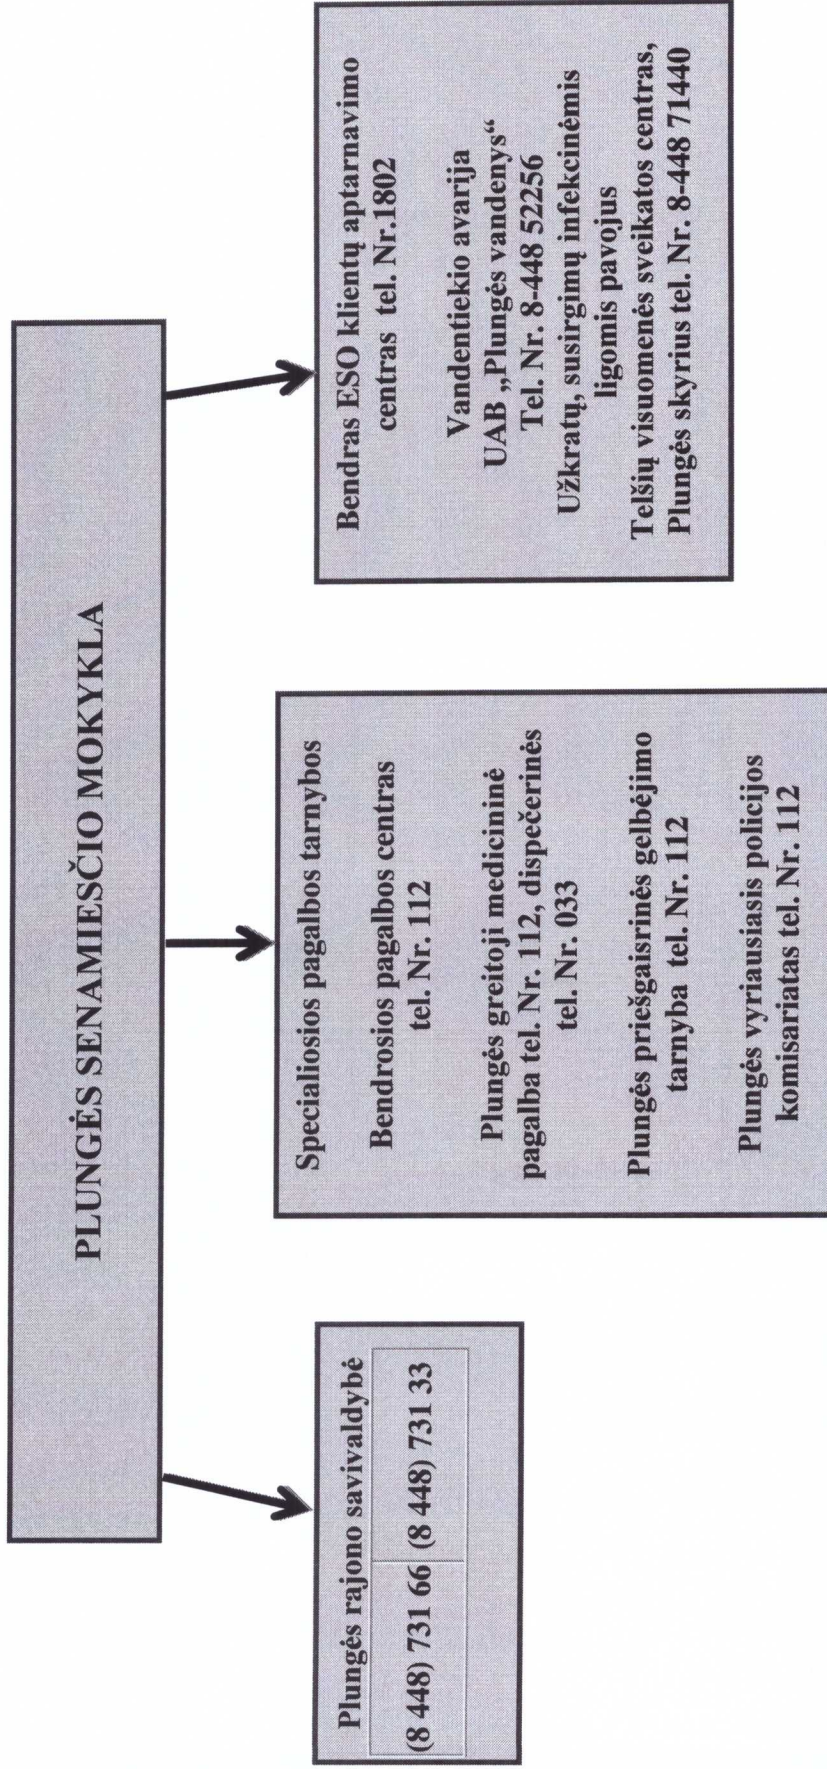 PLUNGĖS SENAMIESČIO MOKYKLA
Plungės rajono savivaldybė
(8 448) 731 66 (8 448) 731 33
Specialiosios pagalbos tarnybos
Bendrosios pagalbos centras
tel. Nr. 112
Plungės greitoji medicininė
pagalba tel. Nr. 112, dispečerinės
tel. Nr. 033
Plungės priešgaisrinės gelbėjimo
tarnyba tel. Nr. 112
Plungės vyriausiasis policijos
komisariatas tel. Nr. 112
Bendras ESO klientų aptarnavimo
centras tel. Nr.1802
Vandentiekio avarija
UAB „Plungės vandenys“
Tel. Nr. 8-448 52256
Užkratų, susirgimų infekcinėmis
ligomis pavojus
Telšių visuomenės sveikatos centras,
Plungės skyrius tel. Nr. 8-448 71440